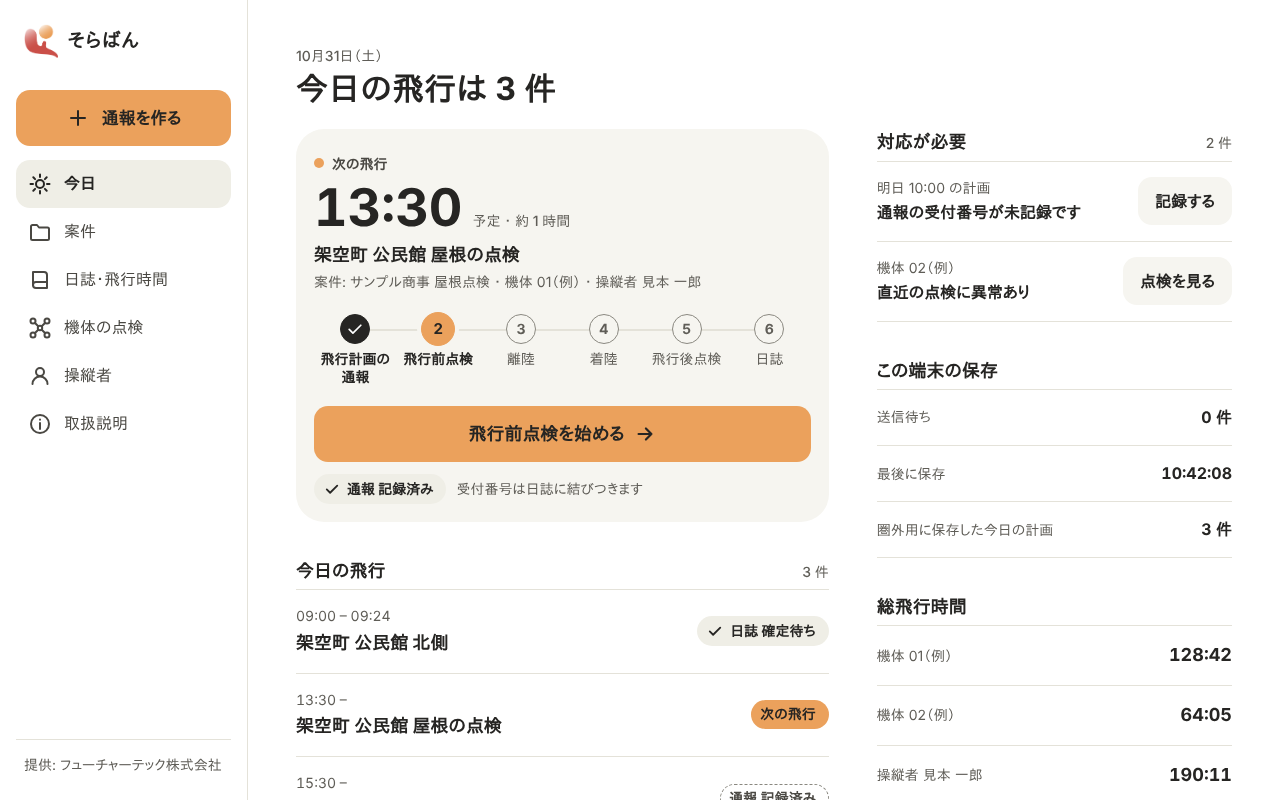 そらばん
通報を作る
今日
案件
日誌·飛行時間
機体の点検
操縦者
取扱説明
提供: フューチャーテック株式会社
10月31日（土）
今日の飛行は 3 件
次の飛行
13:30 予定 · 約 1 時間
架空町 公民館 屋根の点検
案件: サンプル商事 屋根点検 · 機体 01（例） · 操縦者 見本 一郎
2 3 4 5 6
飛行計画の通報 飛行前点検 離陸 着陸 飛行後点検 日誌
飛行前点検を始める →
通報 記録済み 受付番号は日誌に結びつきます
今日の飛行 3 件
09:00 – 09:24
架空町 公民館 北側
日誌 確定待ち
13:30 –
架空町 公民館 屋根の点検
次の飛行
15:30 –
通報 記録済み
対応が必要 2 件
明日 10:00 の計画
通報の受付番号が未記録です
記録する
機体 02（例）
直近の点検に異常あり
点検を見る
この端末の保存
送信待ち 0 件
最後に保存 10:42:08
圏外用に保存した今日の計画 3 件
総飛行時間
機体 01（例） 128:42
機体 02（例） 64:05
操縦者 見本 一郎 190:11